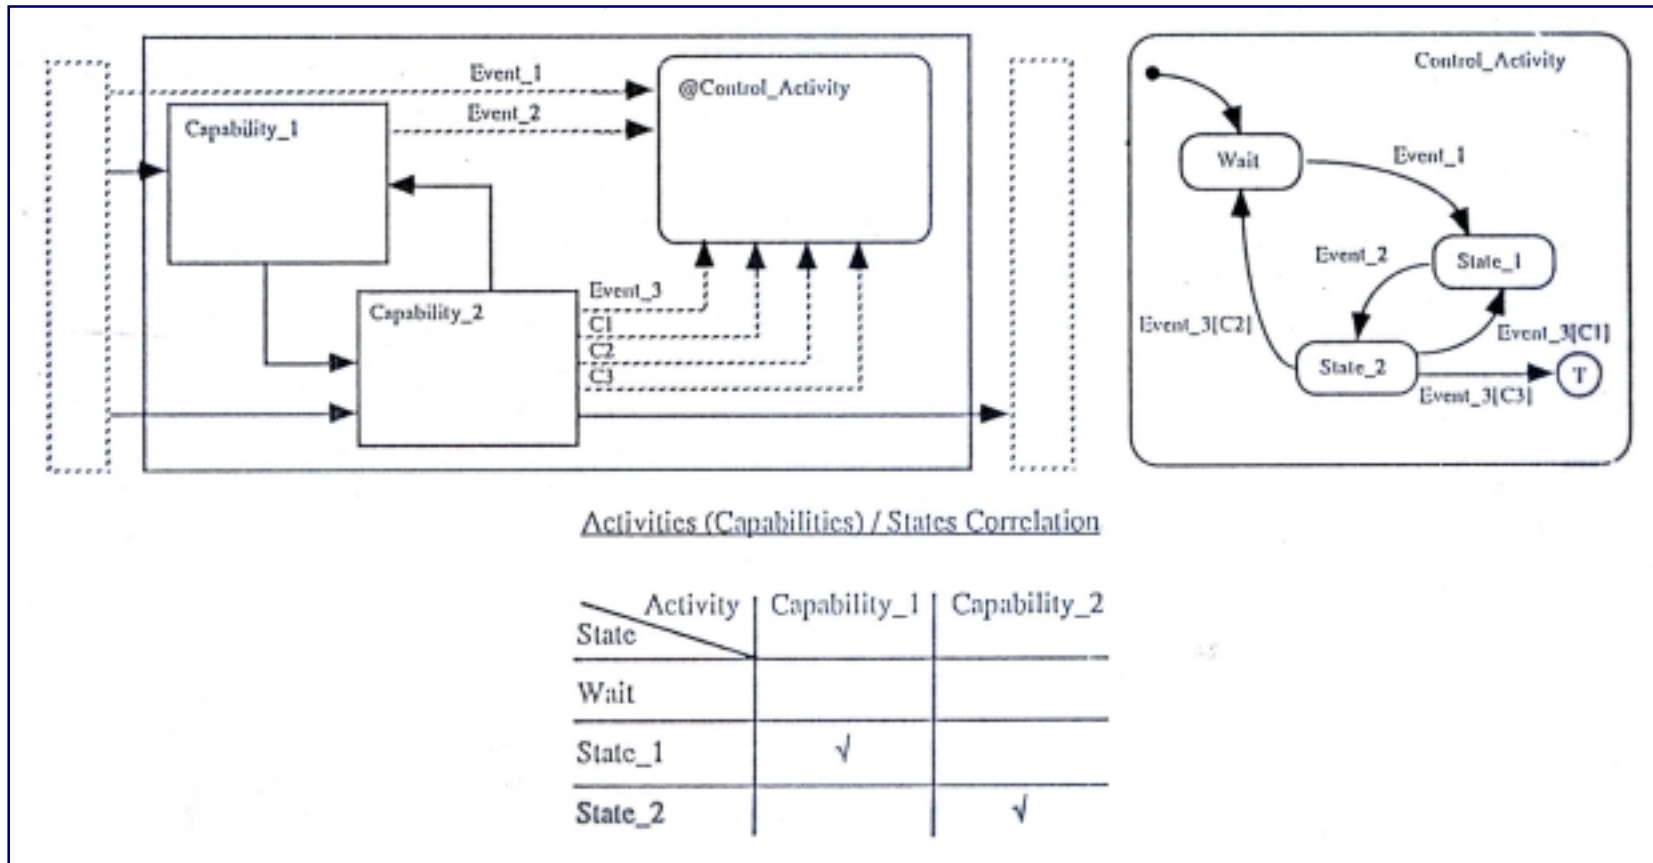 Event_1
@Control_Activity
Event_2
Capability_1
Event_3
Capability_2
C1
C2
C3
Control_Activity
Wait
Event_1
Event_2
State_1
Event_3[C2]
Event_3[C1]
State_2
T
Event_3[C3]
Activities (Capabilities) / States Correlation
Activity Capability_1 Capability_2
State
Wait
State_1 √
State_2 √